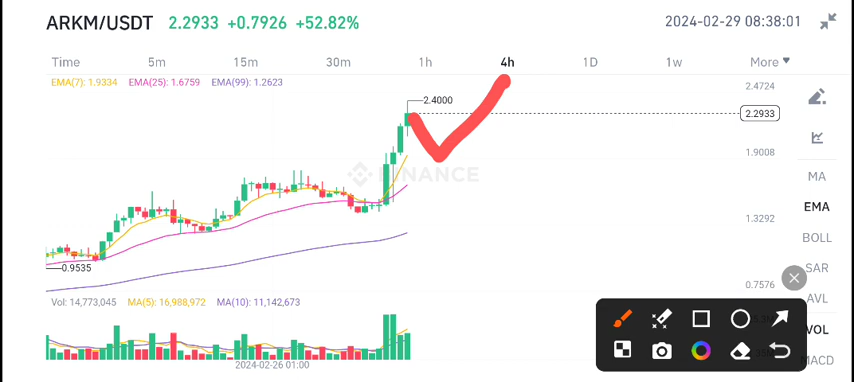 ARKM/USDT 2.2933 +0.7926 +52.82% 2024-02-29 08:38:01
Time 5m 15m 30m 1h 4h 1D 1w More
EMA(7): 1.9334 EMA(25): 1.6759 EMA(99): 1.2623
2.4724
2.4000
2.2933
1.9008
BINANCE
MA
EMA
1.3292
BOLL
SAR
0.9535
0.7576
AVL
Vol: 14,773,045 MA(5): 16,988,972 MA(10): 11,142,673
VOL
MACD
2024-02-26 01:00